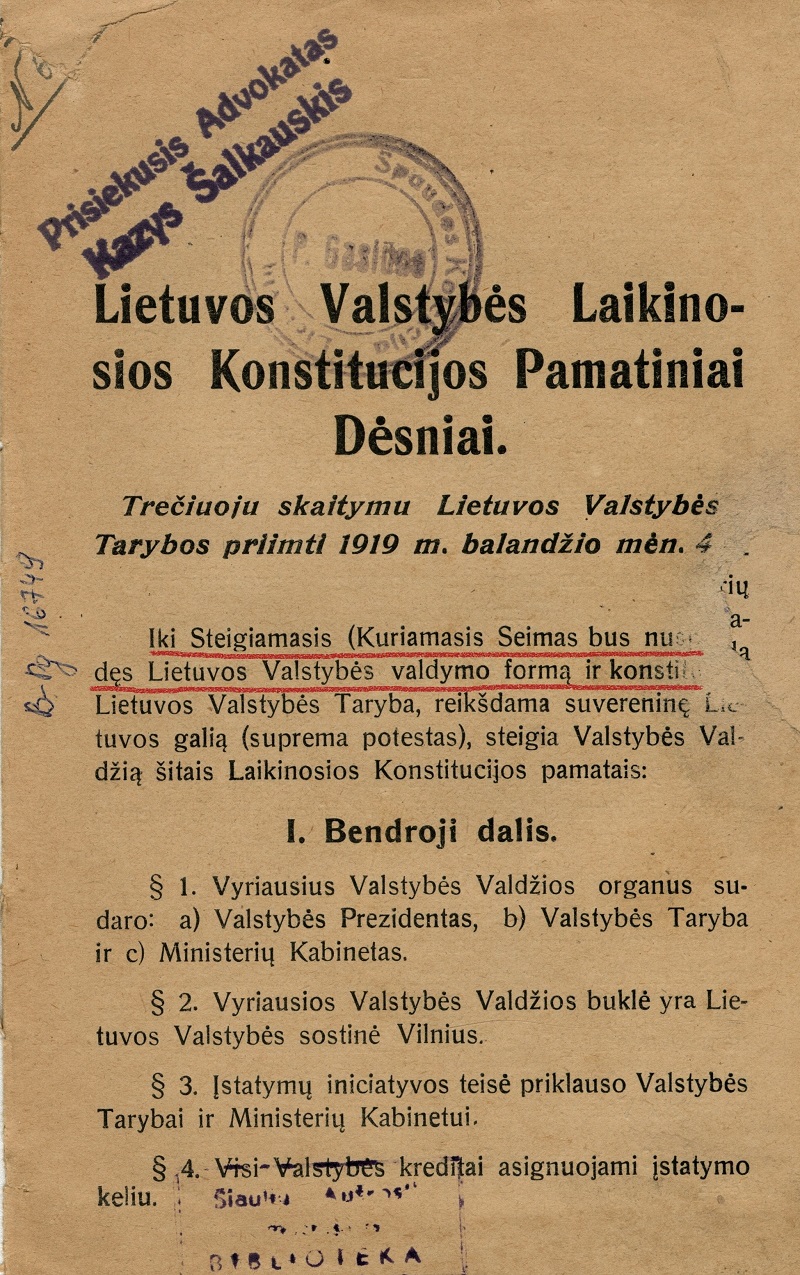 Prisiekusis Advokatas
Kazys Šalkauskis
Spaudos
Lietuvos Valstybės Laikino-
sios Konstitucijos Pamatiniai
Dėsniai.
Trečiuoju skaitymu Lietuvos Valstybės
Tarybos priimti 1919 m. balandžio mėn. 4
Iki Steigiamasis (Kuriamasis Seimas bus nu
dęs Lietuvos Valstybės valdymo formą ir konsti
Lietuvos Valstybės Taryba, reikšdama suvereninę Lie-
tuvos galią (suprema potestas), steigia Valstybės Val-
džią šitais Laikinosios Konstitucijos pamatais:
I. Bendroji dalis.
§ 1. Vyriausius Valstybės Valdžios organus su-
daro: a) Valstybės Prezidentas, b) Valstybės Taryba
ir c) Ministerių Kabinetas.
§ 2. Vyriausios Valstybės Valdžios buklė yra Lie-
tuvos Valstybės sostinė Vilnius.
§ 3. Įstatymų iniciatyvos teisė priklauso Valstybės
Tarybai ir Ministerių Kabinetui.
§ 4. Visi Valstybės kreditai asignuojami įstatymo
keliu.
BIBLIOTEKA